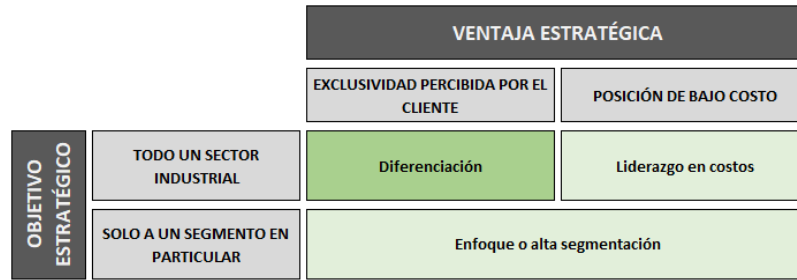 VENTAJA ESTRATÉGICA
EXCLUSIVIDAD PERCIBIDA POR EL
CLIENTE
POSICIÓN DE BAJO COSTO
OBJETIVO
ESTRATÉGICO
TODO UN SECTOR
INDUSTRIAL
Diferenciación
Liderazgo en costos
SOLO A UN SEGMENTO EN
PARTICULAR
Enfoque o alta segmentación